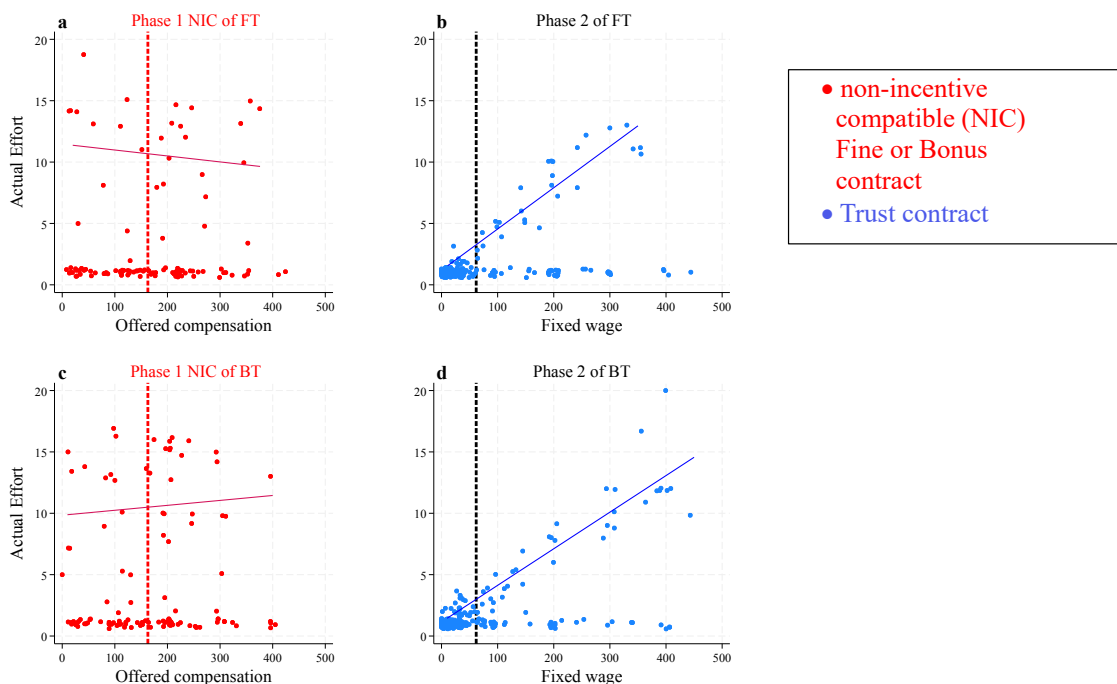 a
Phase 1 NIC of FT
20
15
10
5
0
Actual Effort
0 100 200 300 400 500
Offered compensation
b
Phase 2 of FT
20
15
10
5
0
Actual Effort
0 100 200 300 400 500
Fixed wage
non-incentive
compatible (NIC)
Fine or Bonus
contract
Trust contract
c
Phase 1 NIC of BT
20
15
10
5
0
Actual Effort
0 100 200 300 400 500
Offered compensation
d
Phase 2 of BT
20
15
10
5
0
Actual Effort
0 100 200 300 400 500
Fixed wage